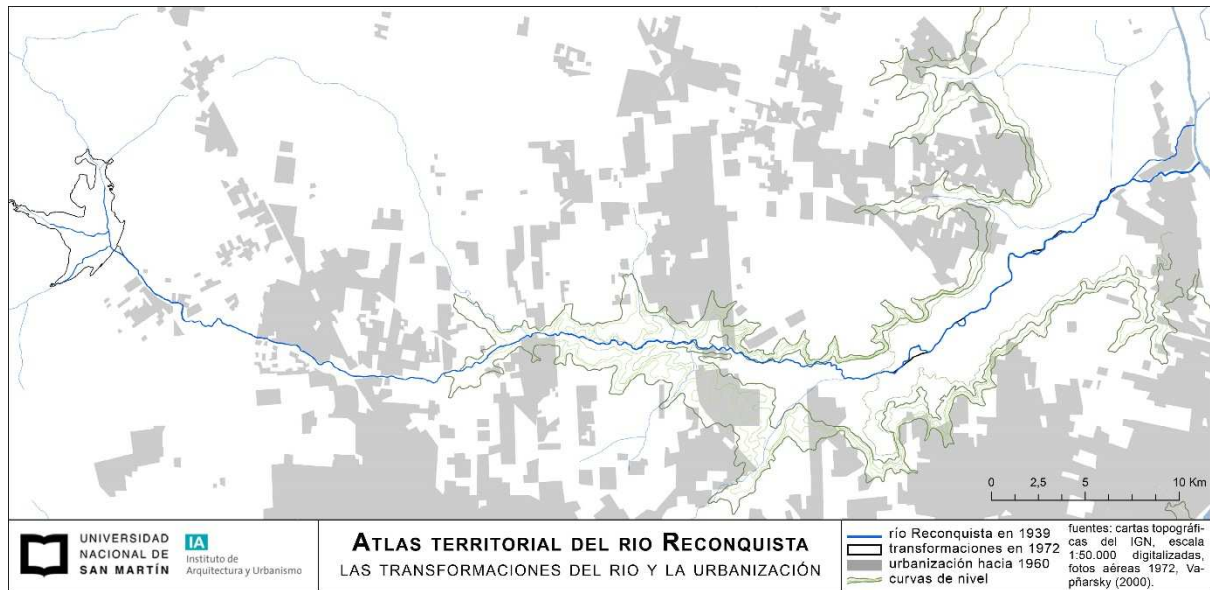 0 2,5 5 10 Km
UNIVERSIDAD
NACIONAL DE
SAN MARTÍN
IA
Instituto de
Arquitectura y Urbanismo
ATLAS TERRITORIAL DEL RIO RECONQUISTA
LAS TRANSFORMACIONES DEL RIO Y LA URBANIZACIÓN
río Reconquista en 1939
transformaciones en 1972
urbanización hacia 1960
curvas de nivel
fuentes: cartas topográfi-
cas del IGN, escala
1:50.000 digitalizadas,
fotos aéreas 1972, Va-
pñarsky (2000).